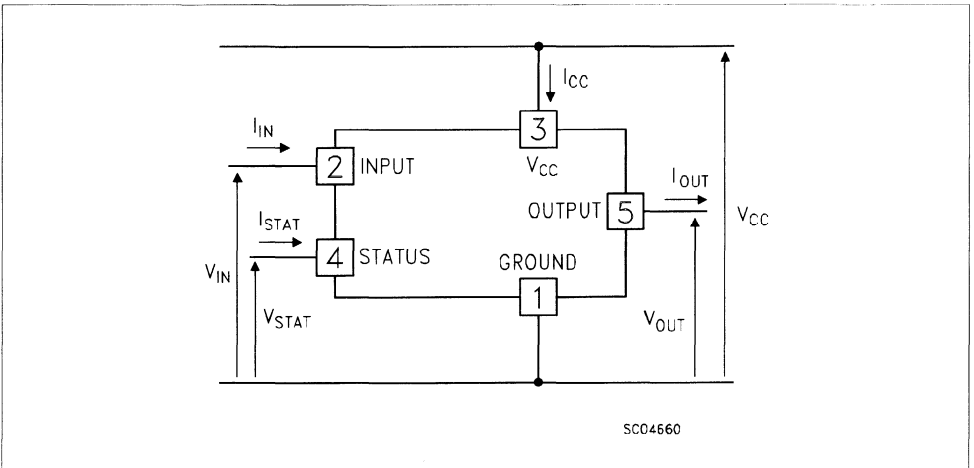 I_CC
3
V_CC
I_IN
2 INPUT
I_OUT
OUTPUT 5
V_CC
I_STAT
4 STATUS
GROUND
1
V_IN
V_STAT
V_OUT
SC04660